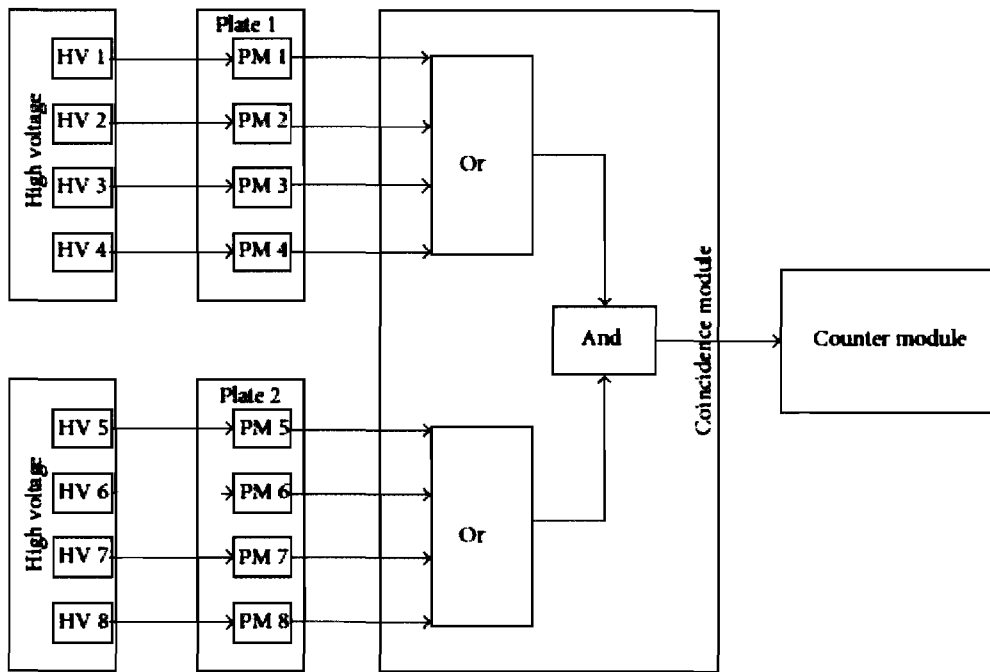 Plate 1
High voltage
HV 1
HV 2
HV 3
HV 4
PM 1
PM 2
PM 3
PM 4
Or
And
Coincidence module
Counter module
Plate 2
High voltage
HV 5
HV 6
HV 7
HV 8
PM 5
PM 6
PM 7
PM 8
Or